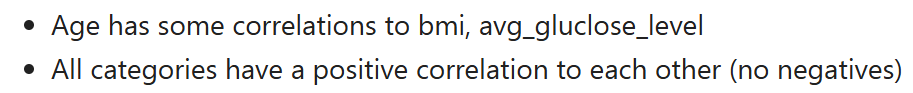 Age has some correlations to bmi, avg_gluclose_level
All categories have a positive correlation to each other (no negatives)